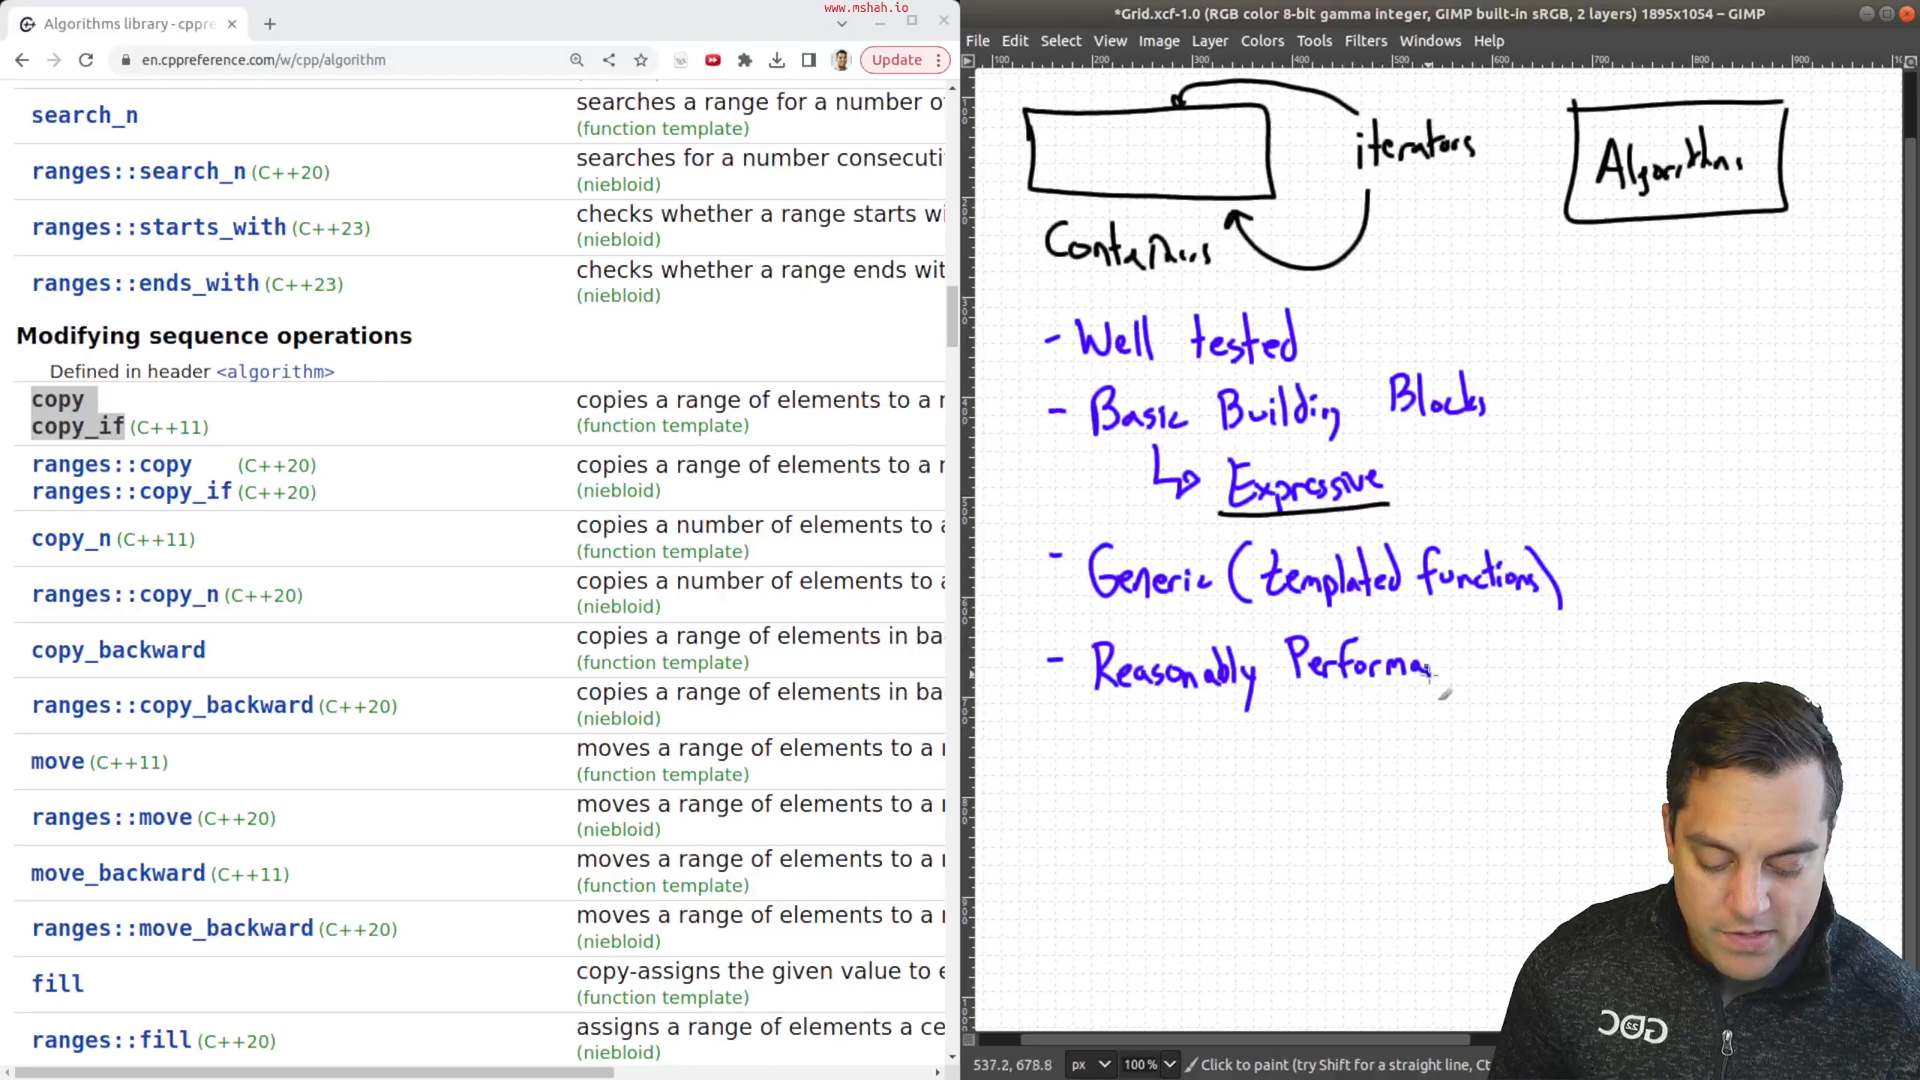 www.mshah.io
Algorithms library - cppre
en.cppreference.com/w/cpp/algorithm
Update
search_n
searches a range for a number o
(function template)
ranges::search_n (C++20)
searches for a number consecuti
(niebloid)
ranges::starts_with (C++23)
checks whether a range starts wi
(niebloid)
ranges::ends_with (C++23)
checks whether a range ends wit
(niebloid)
Modifying sequence operations
Defined in header <algorithm>
copy
copy_if (C++11)
copies a range of elements to a n
(function template)
ranges::copy (C++20)
ranges::copy_if (C++20)
copies a range of elements to a n
(niebloid)
copy_n (C++11)
copies a number of elements to a
(function template)
ranges::copy_n (C++20)
copies a number of elements to a
(niebloid)
copy_backward
copies a range of elements in ba
(function template)
ranges::copy_backward (C++20)
copies a range of elements in ba
(niebloid)
move (C++11)
moves a range of elements to a n
(function template)
ranges::move (C++20)
moves a range of elements to a n
(niebloid)
move_backward (C++11)
moves a range of elements to a n
(function template)
ranges::move_backward (C++20)
moves a range of elements to a n
(niebloid)
fill
copy-assigns the given value to e
(function template)
ranges::fill (C++20)
assigns a range of elements a ce
(niebloid)
*Grid.xcf-1.0 (RGB color 8-bit gamma integer, GIMP built-in sRGB, 2 layers) 1895x1054 – GIMP
File Edit Select View Image Layer Colors Tools Filters Windows Help
100 200 300 400 500 600 700 800 900
iterators
Algorithms
Containers
- Well tested
- Basic Building Blocks
Expressive
- Generic (templated functions)
- Reasonably Performa
GDC 22
537.2, 678.8 px 100% Click to paint (try Shift for a straight line, Ct